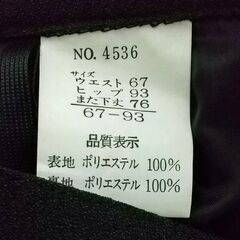 NO. 4536
サイズ
ウエスト 67
ヒップ 93
また下丈 76
67-93
品質表示
表地 ポリエステル 100%
裏地 ポリエステル 100%